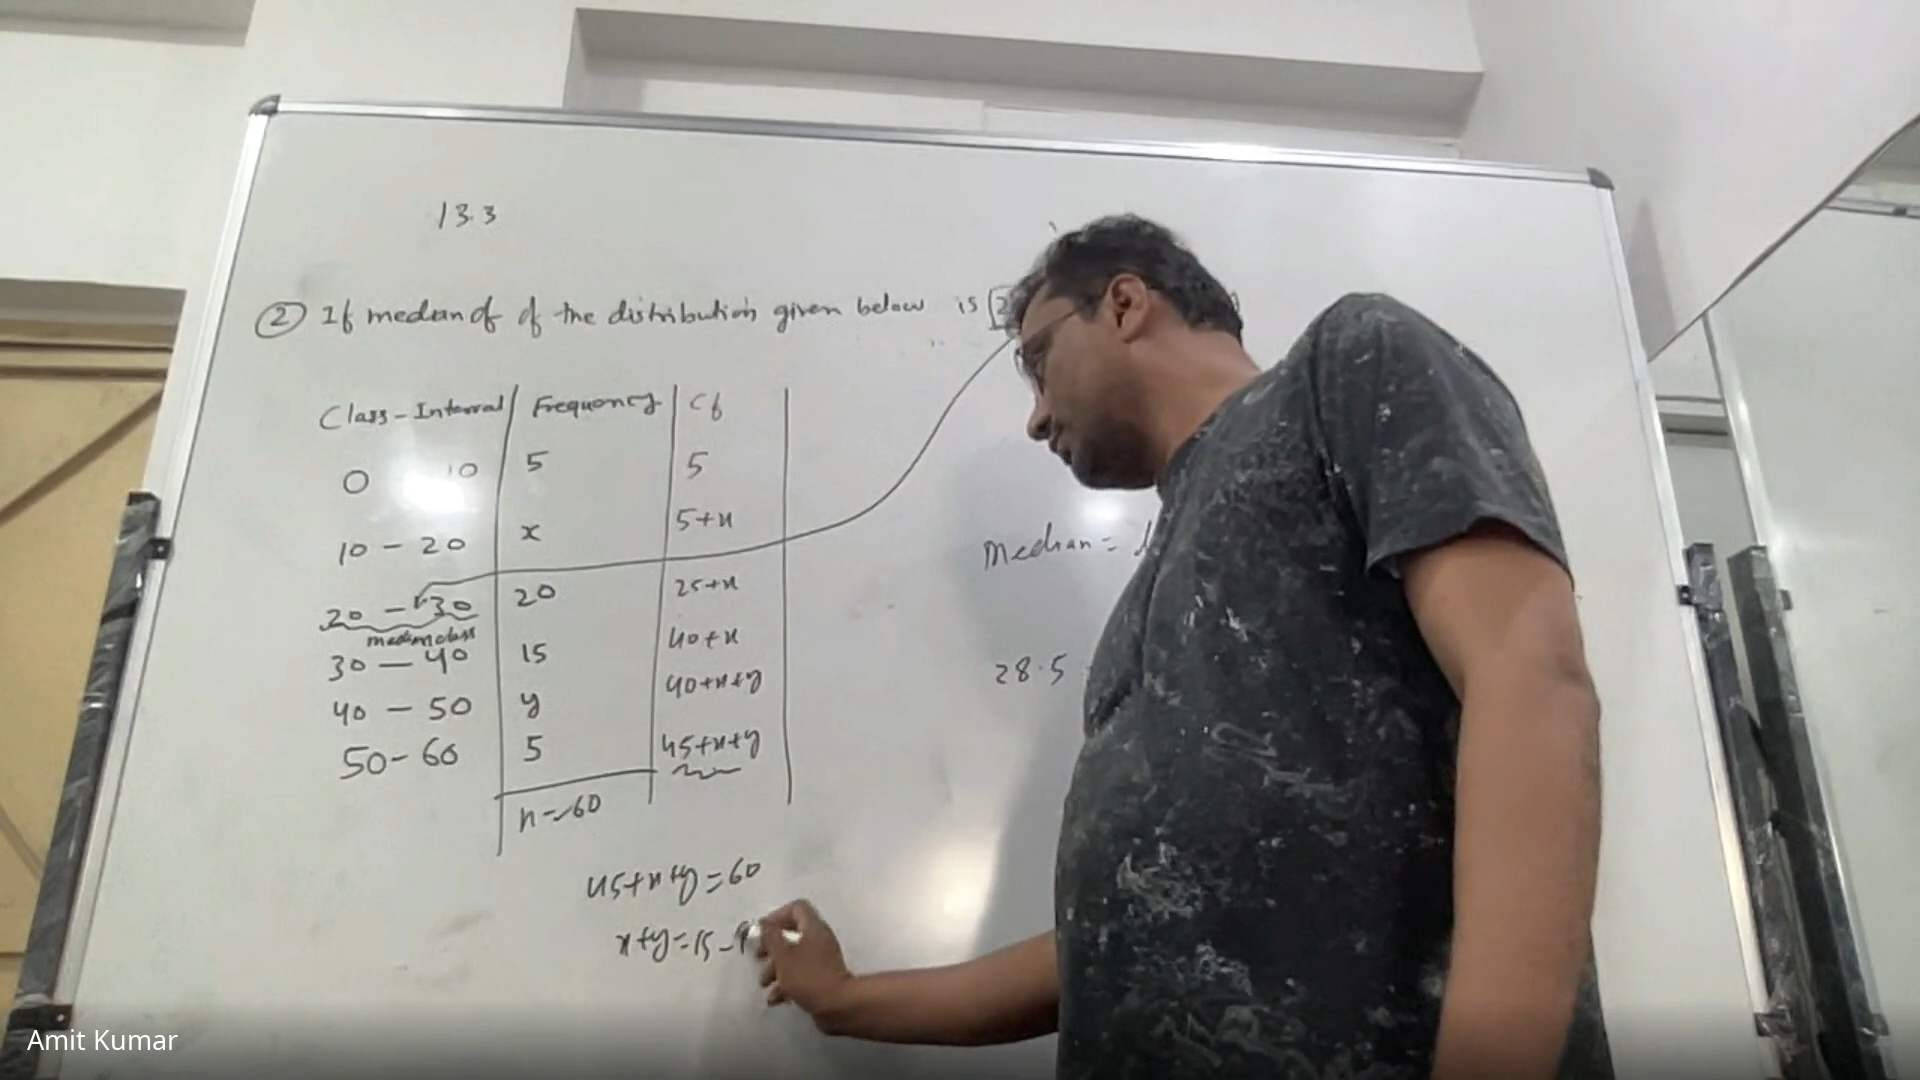 13.3
② If median of of the distribution given below is 2
Class-Interval Frequency Cf
0 10 5 5
10 - 20 x 5+x
20 - 30 20 25+x
median class
30 - 40 15 40+x
40 - 50 y 40+x+y
50-60 5 45+x+y
n=60
45+x+y=60
x+y=15-
Median =
28.5
Amit Kumar